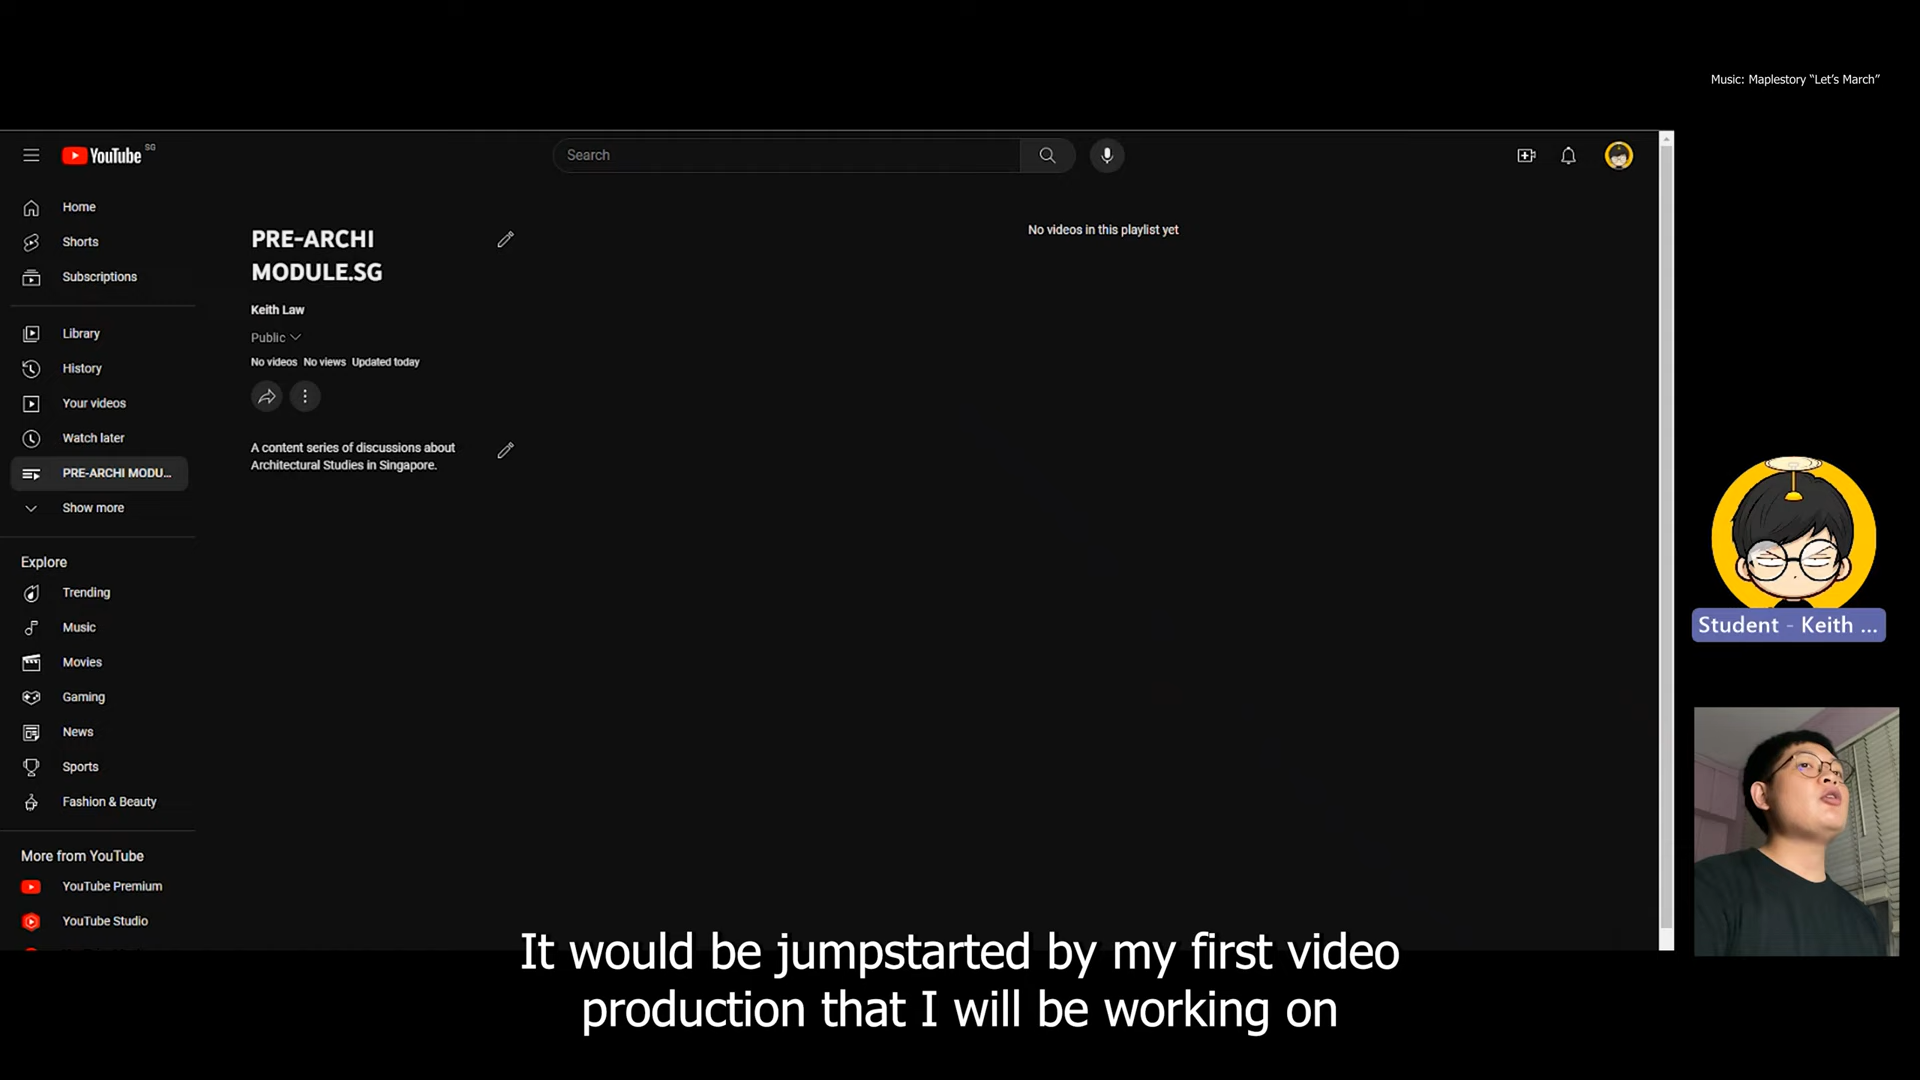 Music: Maplestory “Let’s March”
YouTube SG
Search
Home
Shorts
Subscriptions
Library
History
Your videos
Watch later
PRE-ARCHI MODU...
Show more
Explore
Trending
Music
Movies
Gaming
News
Sports
Fashion & Beauty
More from YouTube
YouTube Premium
YouTube Studio
PRE-ARCHI
MODULE.SG
Keith Law
Public
No videos No views Updated today
A content series of discussions about
Architectural Studies in Singapore.
No videos in this playlist yet
Student - Keith ...
It would be jumpstarted by my first video
production that I will be working on